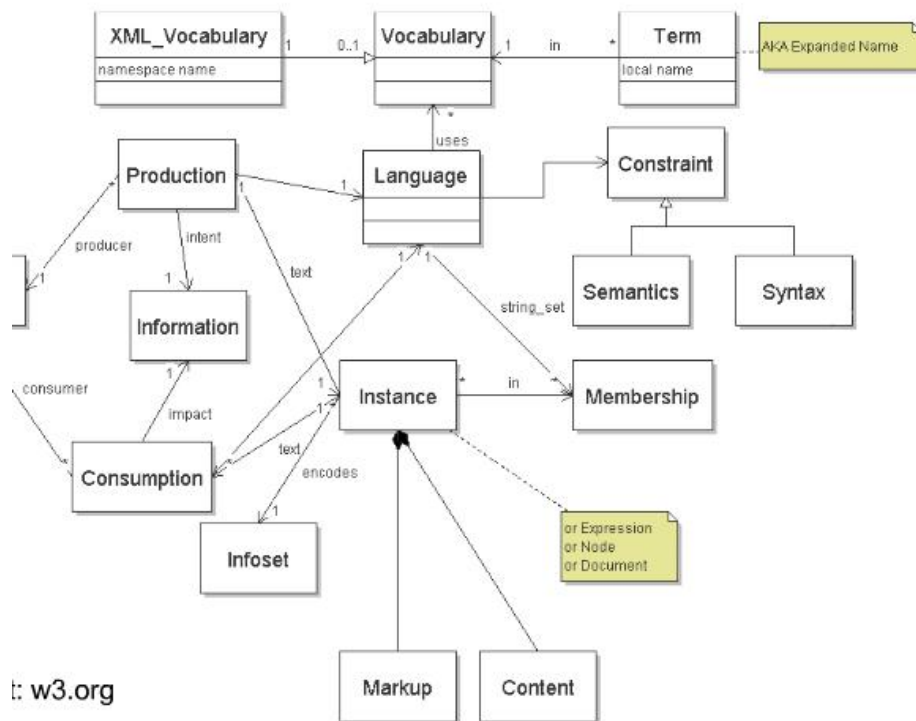 XML_Vocabulary
namespace name
1
0..1
Vocabulary
1
in
*
Term
local name
AKA Expanded Name
*
uses
Production
1
1
Language
Constraint
*
producer
1
intent
1
text
1
1
Semantics
Syntax
string_set
Information
1
consumer
impact
1
1
*
Instance
*
in
*
*
Membership
*
Consumption
text
encodes
1
Infoset
or Expression
or Node
or Document
Markup
Content
t: w3.org